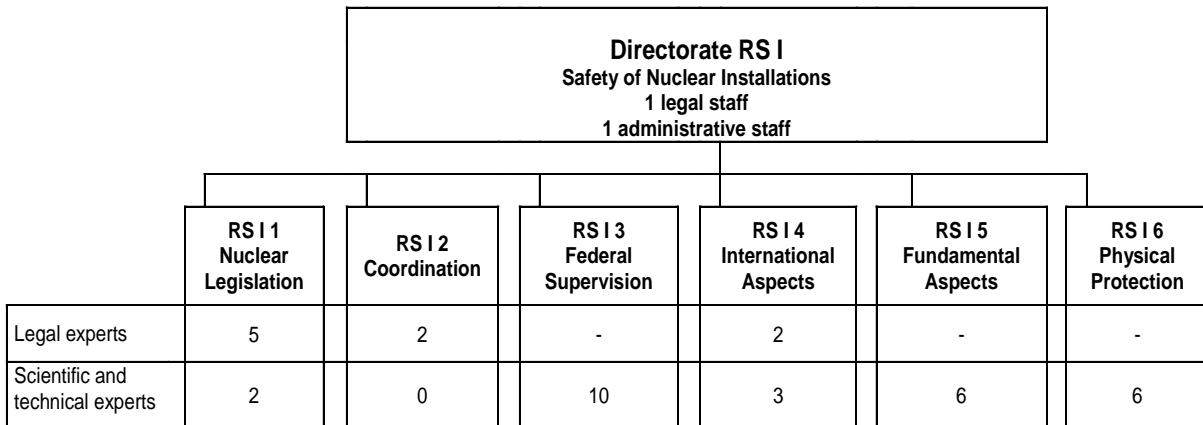 Directorate RS I
Safety of Nuclear Installations
1 legal staff
1 administrative staff
RS I 1
Nuclear
Legislation
RS I 2
Coordination
RS I 3
Federal
Supervision
RS I 4
International
Aspects
RS I 5
Fundamental
Aspects
RS I 6
Physical
Protection
Legal experts 5 2 - 2 - -
Scientific and
technical experts 2 0 10 3 6 6